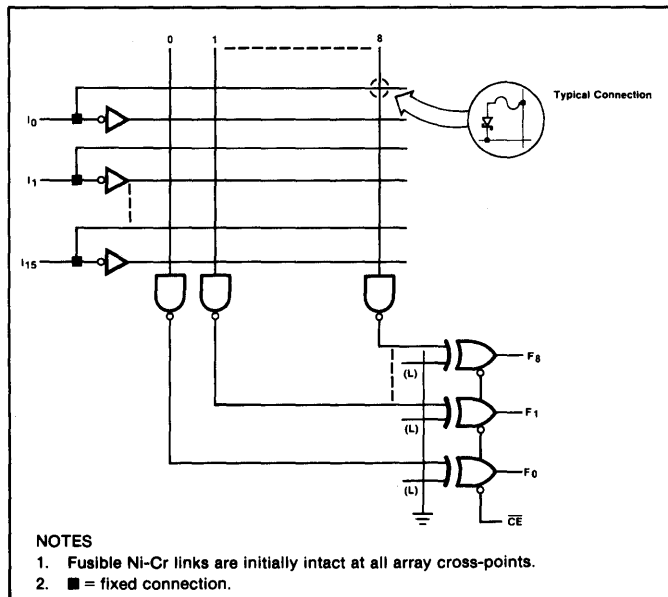 0 1 8
Typical Connection
I0
I1
I15
(L) F8
(L) F1
(L) F0
CE
NOTES
1. Fusible Ni-Cr links are initially intact at all array cross-points.
2. ■ = fixed connection.